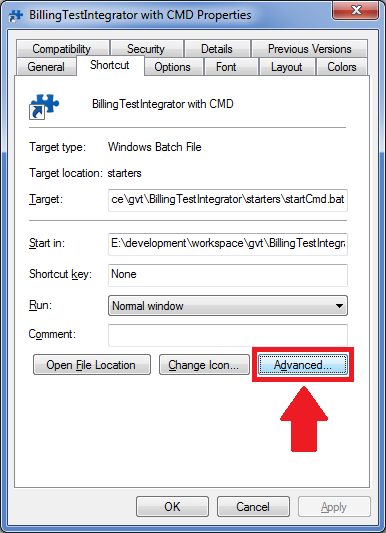 BillingTestIntegrator with CMD Properties
Compatibility Security Details Previous Versions
General Shortcut Options Font Layout Colors
BillingTestIntegrator with CMD
Target type: Windows Batch File
Target location: starters
Target: ce\gvt\BillingTestIntegrator\starters\startCmd.bat
Start in: E:\development\workspace\gvt\BillingTestIntegra
Shortcut key: None
Run: Normal window
Comment:
Open File Location Change Icon... Advanced...
OK Cancel Apply